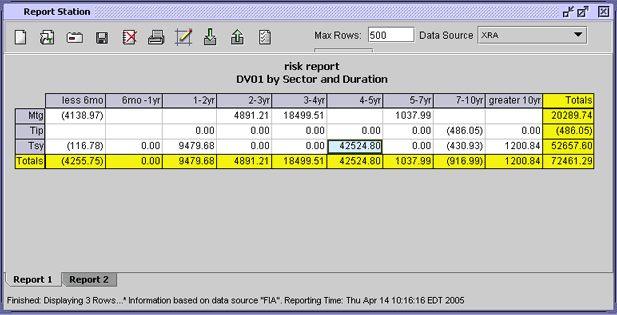 Report Station
Max Rows: 500 Data Source XRA
risk report
DV01 by Sector and Duration
less 6mo 6mo -1yr 1-2yr 2-3yr 3-4yr 4-5yr 5-7yr 7-10yr greater 10yr Totals
Mtg (4138.97) 4891.21 18499.51 1037.99 20289.74
Tip 0.00 0.00 0.00 0.00 0.00 (486.05) 0.00 (486.05)
Tsy (116.78) 0.00 9479.68 0.00 0.00 42524.80 0.00 (430.93) 1200.84 52657.60
Totals (4255.75) 0.00 9479.68 4891.21 18499.51 42524.80 1037.99 (916.99) 1200.84 72461.29
Report 1 Report 2
Finished: Displaying 3 Rows...* Information based on data source "FIA". Reporting Time: Thu Apr 14 10:16:16 EDT 2005